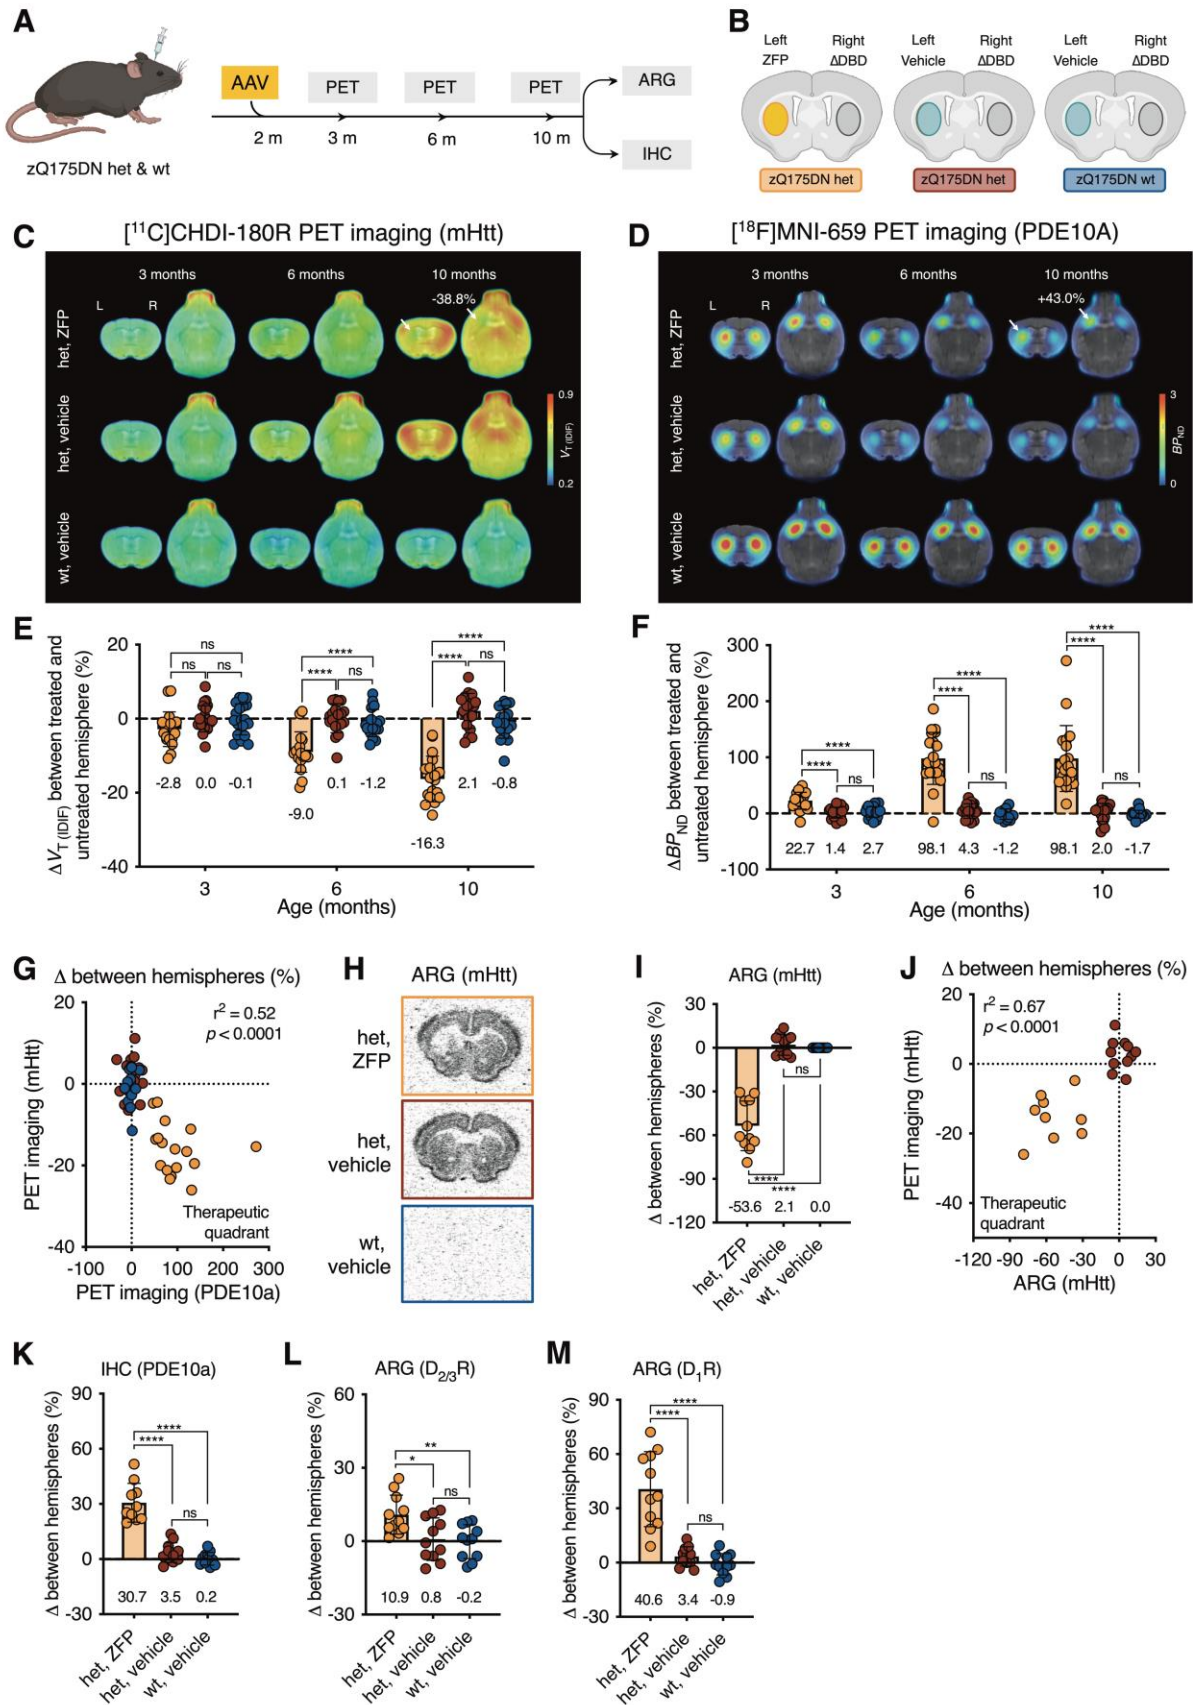 A
AAV
PET
PET
PET
ARG
IHC
2 m
3 m
6 m
10 m
zQ175DN het & wt
B
Left
ZFP
Right
ΔDBD
Left
Vehicle
Right
ΔDBD
Left
Vehicle
Right
ΔDBD
zQ175DN het
zQ175DN het
zQ175DN wt
C
[¹¹C]CHDI-180R PET imaging (mHtt)
3 months
6 months
10 months
L
R
-38.8%
het, ZFP
het, vehicle
wt, vehicle
0.9
V_T (IDIF)
0.2
D
[¹⁸F]MNI-659 PET imaging (PDE10A)
3 months
6 months
10 months
L
R
+43.0%
het, ZFP
het, vehicle
wt, vehicle
3
BP_ND
0
E
ΔV_T (IDIF) between treated and
untreated hemisphere (%)
20
0
-20
-40
ns
ns
ns
****
****
ns
****
****
ns
-2.8
0.0
-0.1
-9.0
0.1
-1.2
-16.3
2.1
-0.8
3
6
10
Age (months)
F
ΔBP_ND between treated and
untreated hemisphere (%)
300
200
100
0
-100
****
****
ns
****
****
ns
****
****
ns
22.7
1.4
2.7
98.1
4.3
-1.2
98.1
2.0
-1.7
3
6
10
Age (months)
G
Δ between hemispheres (%)
r² = 0.52
p < 0.0001
PET imaging (mHtt)
20
0
-20
-40
Therapeutic
quadrant
-100
0
100
200
300
PET imaging (PDE10a)
H
ARG (mHtt)
het,
ZFP
het,
vehicle
wt,
vehicle
I
ARG (mHtt)
Δ between hemispheres (%)
30
0
-30
-60
-90
-120
ns
****
****
-53.6
2.1
0.0
het, ZFP
het, vehicle
wt, vehicle
J
Δ between hemispheres (%)
r² = 0.67
p < 0.0001
PET imaging (mHtt)
20
0
-20
-40
Therapeutic
quadrant
-120
-90
-60
-30
0
30
ARG (mHtt)
K
IHC (PDE10a)
Δ between hemispheres (%)
90
60
30
0
-30
****
****
ns
30.7
3.5
0.2
het, ZFP
het, vehicle
wt, vehicle
L
ARG (D₂/₃R)
Δ between hemispheres (%)
60
30
0
-30
**
*
ns
10.9
0.8
-0.2
het, ZFP
het, vehicle
wt, vehicle
M
ARG (D₁R)
Δ between hemispheres (%)
90
60
30
0
-30
****
****
ns
40.6
3.4
-0.9
het, ZFP
het, vehicle
wt, vehicle